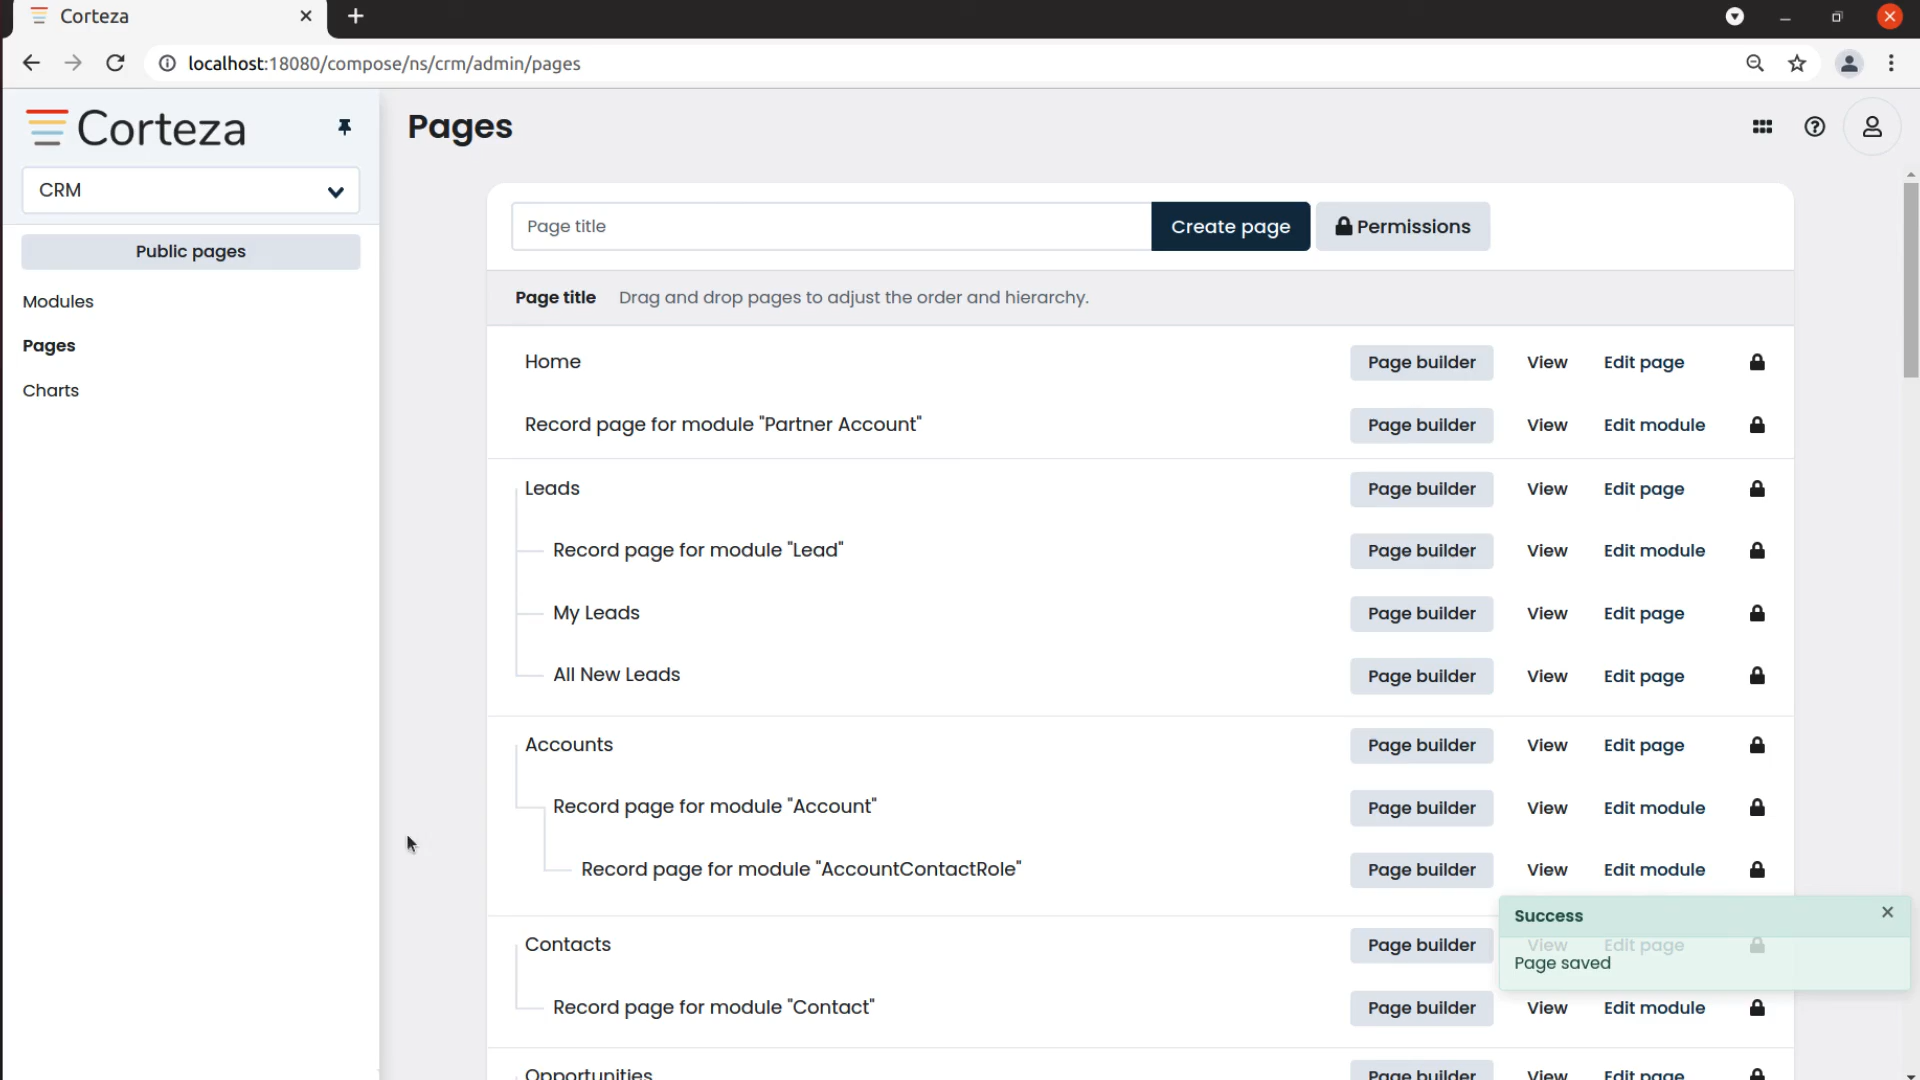 Corteza
localhost:18080/compose/ns/crm/admin/pages
Corteza
Pages
CRM
Public pages
Modules
Pages
Charts
Page title
Create page
Permissions
Page title Drag and drop pages to adjust the order and hierarchy.
Home Page builder View Edit page
Record page for module "Partner Account" Page builder View Edit module
Leads Page builder View Edit page
Record page for module "Lead" Page builder View Edit module
My Leads Page builder View Edit page
All New Leads Page builder View Edit page
Accounts Page builder View Edit page
Record page for module "Account" Page builder View Edit module
Record page for module "AccountContactRole" Page builder View Edit module
Contacts Page builder View Edit page
Record page for module "Contact" Page builder View Edit module
Opportunities Page builder View Edit page
Success
Page saved